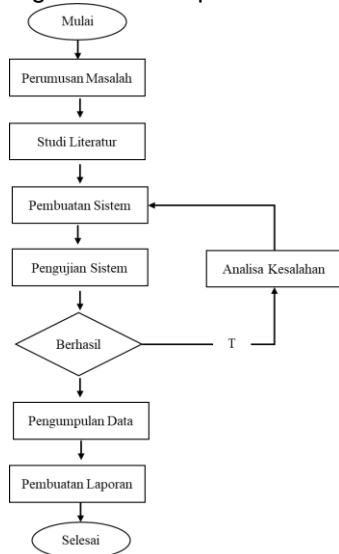 Mulai
Perumusan Masalah
Studi Literatur
Pembuatan Sistem
Pengujian Sistem
Analisa Kesalahan
Berhasil
T
Pengumpulan Data
Pembuatan Laporan
Selesai